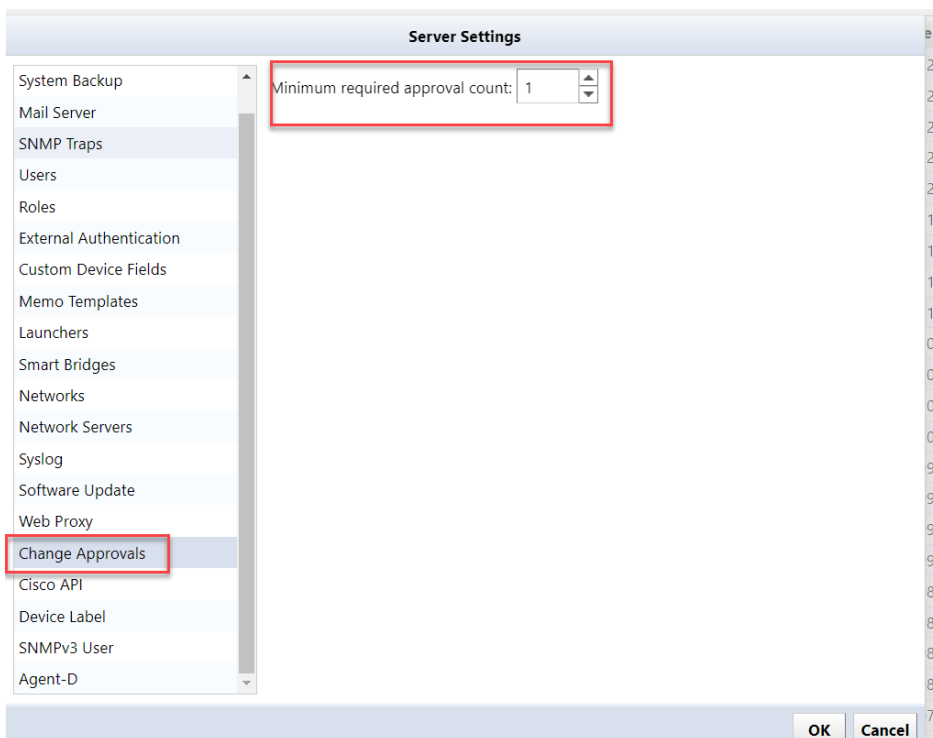 Server Settings
System Backup
Minimum required approval count: 1
Mail Server
SNMP Traps
Users
Roles
External Authentication
Custom Device Fields
Memo Templates
Launchers
Smart Bridges
Networks
Network Servers
Syslog
Software Update
Web Proxy
Change Approvals
Cisco API
Device Label
SNMPv3 User
Agent-D
OK Cancel